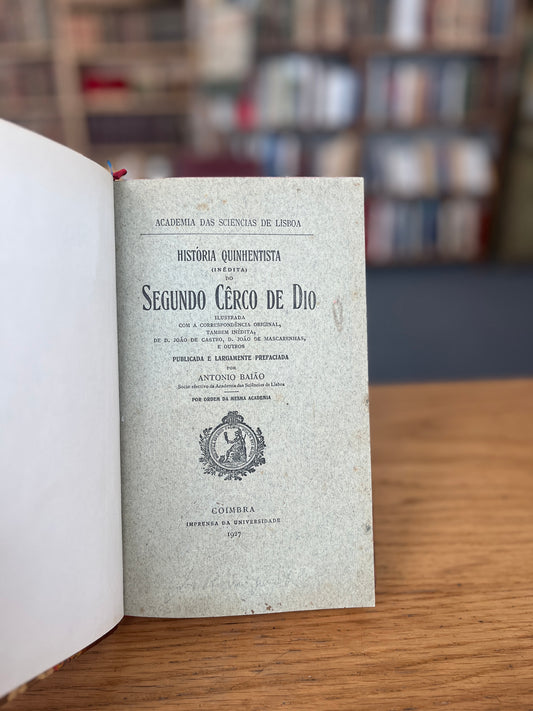 ACADEMIA DAS SCIENCIAS DE LISBOA
HISTÓRIA QUINHENTISTA
(INÉDITA)
DO
SEGUNDO CÊRCO DE DIO
ILUSTRADA
COM A CORRESPONDÊNCIA ORIGINAL,
TAMBEM INÉDITA,
DE D. JOÃO DE CASTRO, D. JOÃO DE MASCARENHAS,
E OUTROS
PUBLICADA E LARGAMENTE PREFACIADA
POR
ANTONIO BAIÃO
Sócio efectivo da Academia das Sciências de Lisboa
POR ORDEM DA MESMA ACADEMIA
COIMBRA
IMPRENSA DA UNIVERSIDADE
1927